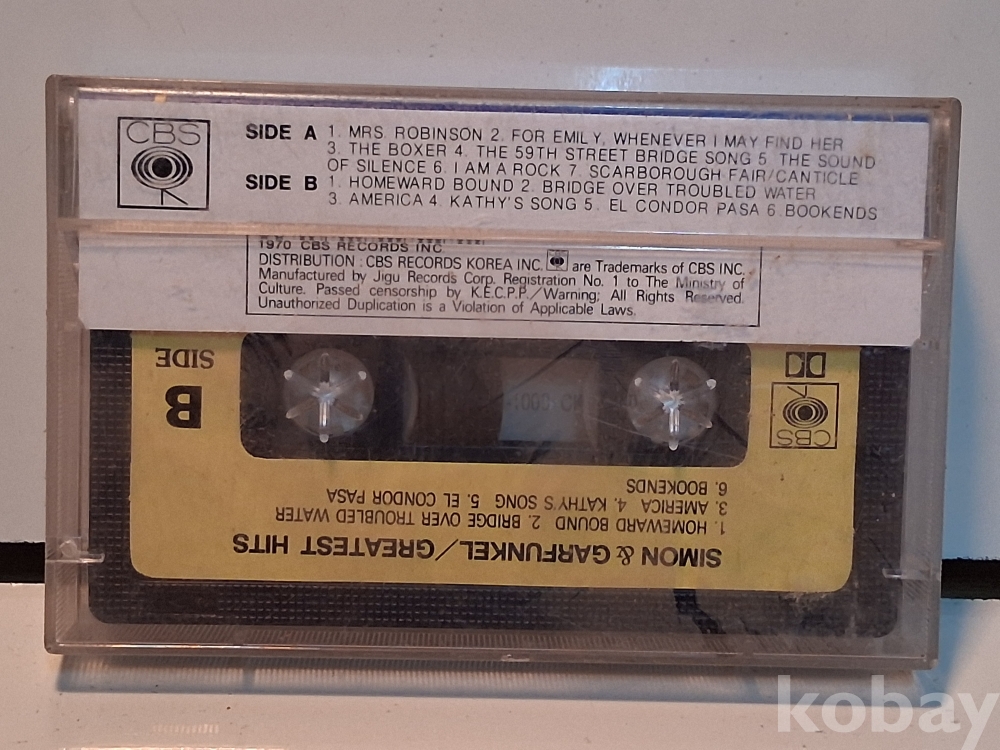 CBS
SIDE A 1. MRS. ROBINSON 2. FOR EMILY, WHENEVER I MAY FIND HER
3. THE BOXER 4. THE 59TH STREET BRIDGE SONG 5. THE SOUND
OF SILENCE 6. I AM A ROCK 7. SCARBOROUGH FAIR/CANTICLE
SIDE B 1. HOMEWARD BOUND 2. BRIDGE OVER TROUBLED WATER
3. AMERICA 4. KATHY'S SONG 5. EL CONDOR PASA 6. BOOKENDS
1970 CBS RECORDS INC.
DISTRIBUTION : CBS RECORDS KOREA INC. are Trademarks of CBS INC.
Manufactured by Jigu Records Corp. Registration No. 1 to The Ministry of
Culture. Passed censorship by K.E.C.P.P./Warning; All Rights Reserved.
Unauthorized Duplication is a Violation of Applicable Laws.
SIDE
B
CBS
SIMON & GARFUNKEL/GREATEST HITS
1. HOMEWARD BOUND 2. BRIDGE OVER TROUBLED WATER
3. AMERICA 4. KATHY'S SONG 5. EL CONDOR PASA
6. BOOKENDS
kobay